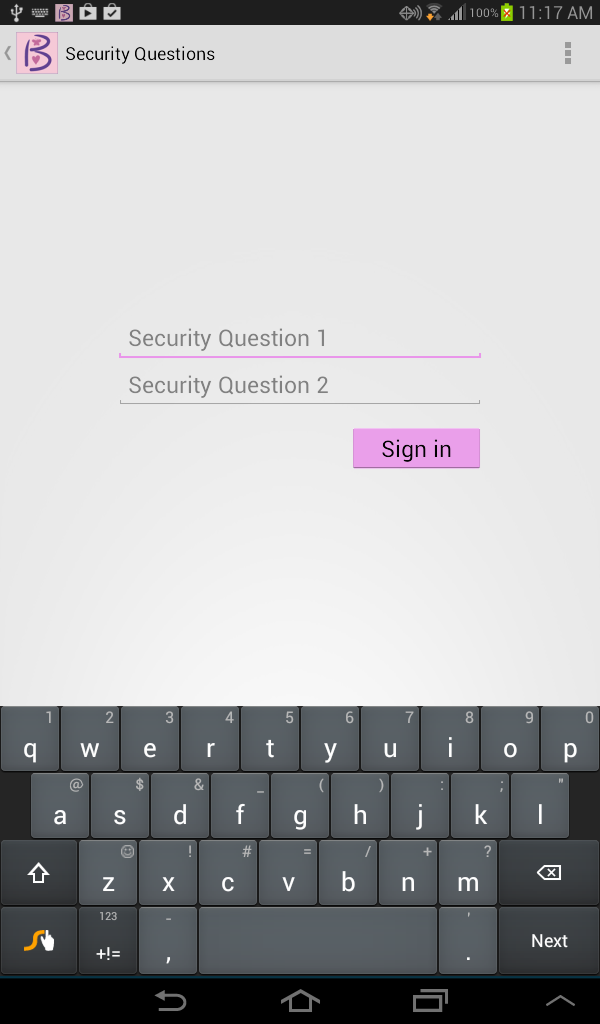 100% 11:17 AM
B Security Questions
Security Question 1
Security Question 2
Sign in
1 2 3 4 5 6 7 8 9 0
q w e r t y u i o p
@ $ & _ ( ) : ; "
a s d f g h j k l
! # = / + ?
z x c v b n m
123 - '
+!= , . Next